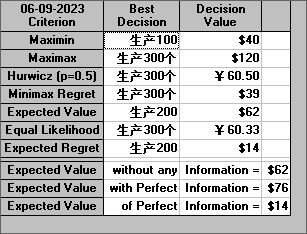 06-09-2023 Best Decision
Criterion Decision Value
Maximin 生产100 $40
Maximax 生产300个 $120
Hurwicz (p=0.5) 生产300个 ￥60.50
Minimax Regret 生产300个 $39
Expected Value 生产200 $62
Equal Likelihood 生产300个 ￥60.33
Expected Regret 生产200 $14
Expected Value without any Information = $62
Expected Value with Perfect Information = $76
Expected Value of Perfect Information = $14